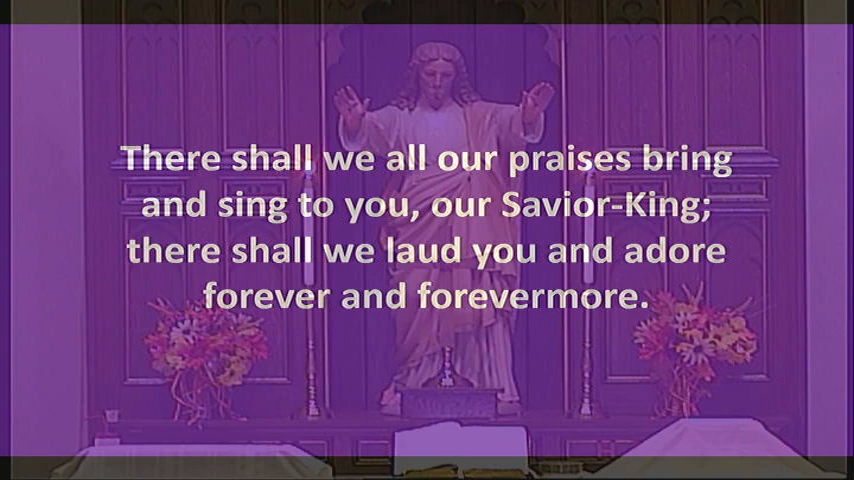 There shall we all our praises bring
and sing to you, our Savior-King;
there shall we laud you and adore
forever and forevermore.